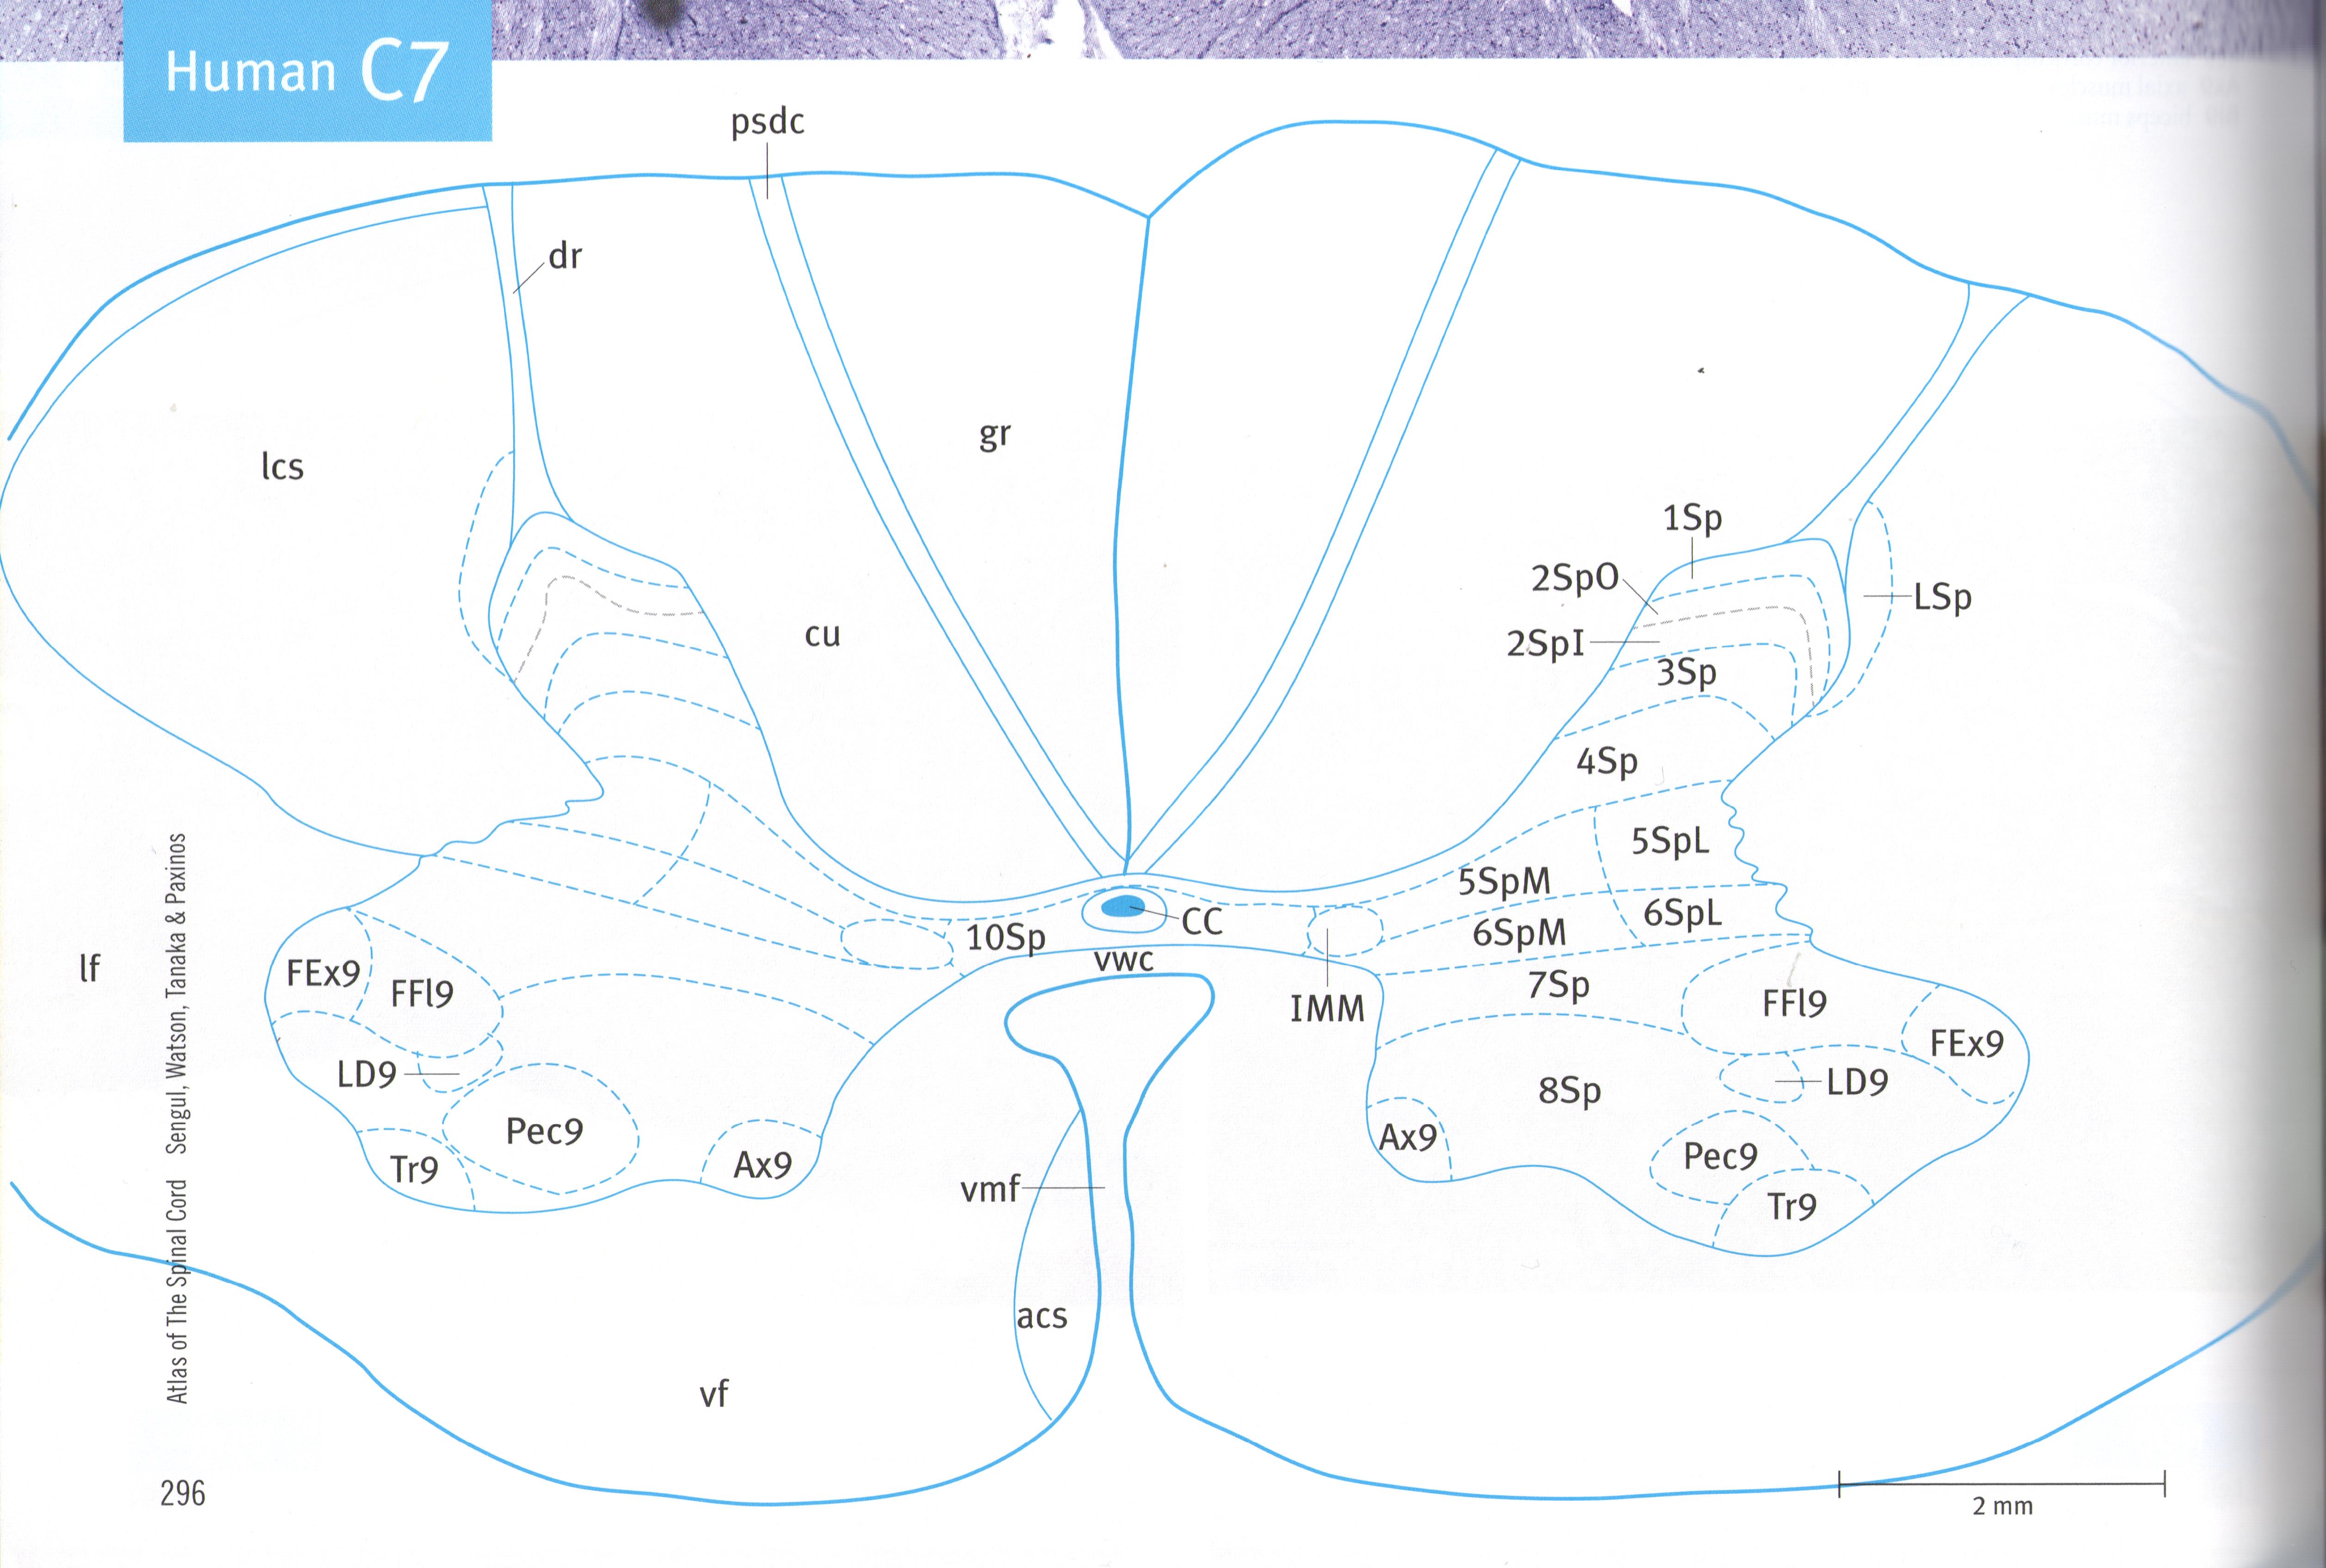 Human C7
psdc
dr
lcs
gr
1Sp
2SpO
LSp
2SpI
cu
3Sp
4Sp
5SpL
5SpM
6SpL
CC
6SpM
10Sp
vwc
lf
FEx9
FFl9
7Sp
IMM
FFl9
FEx9
LD9
LD9
8Sp
Pec9
Ax9
Ax9
Pec9
Tr9
vmf
Tr9
acs
vf
Atlas of The Spinal Cord Sengul, Watson, Tanaka & Paxinos
296
2 mm